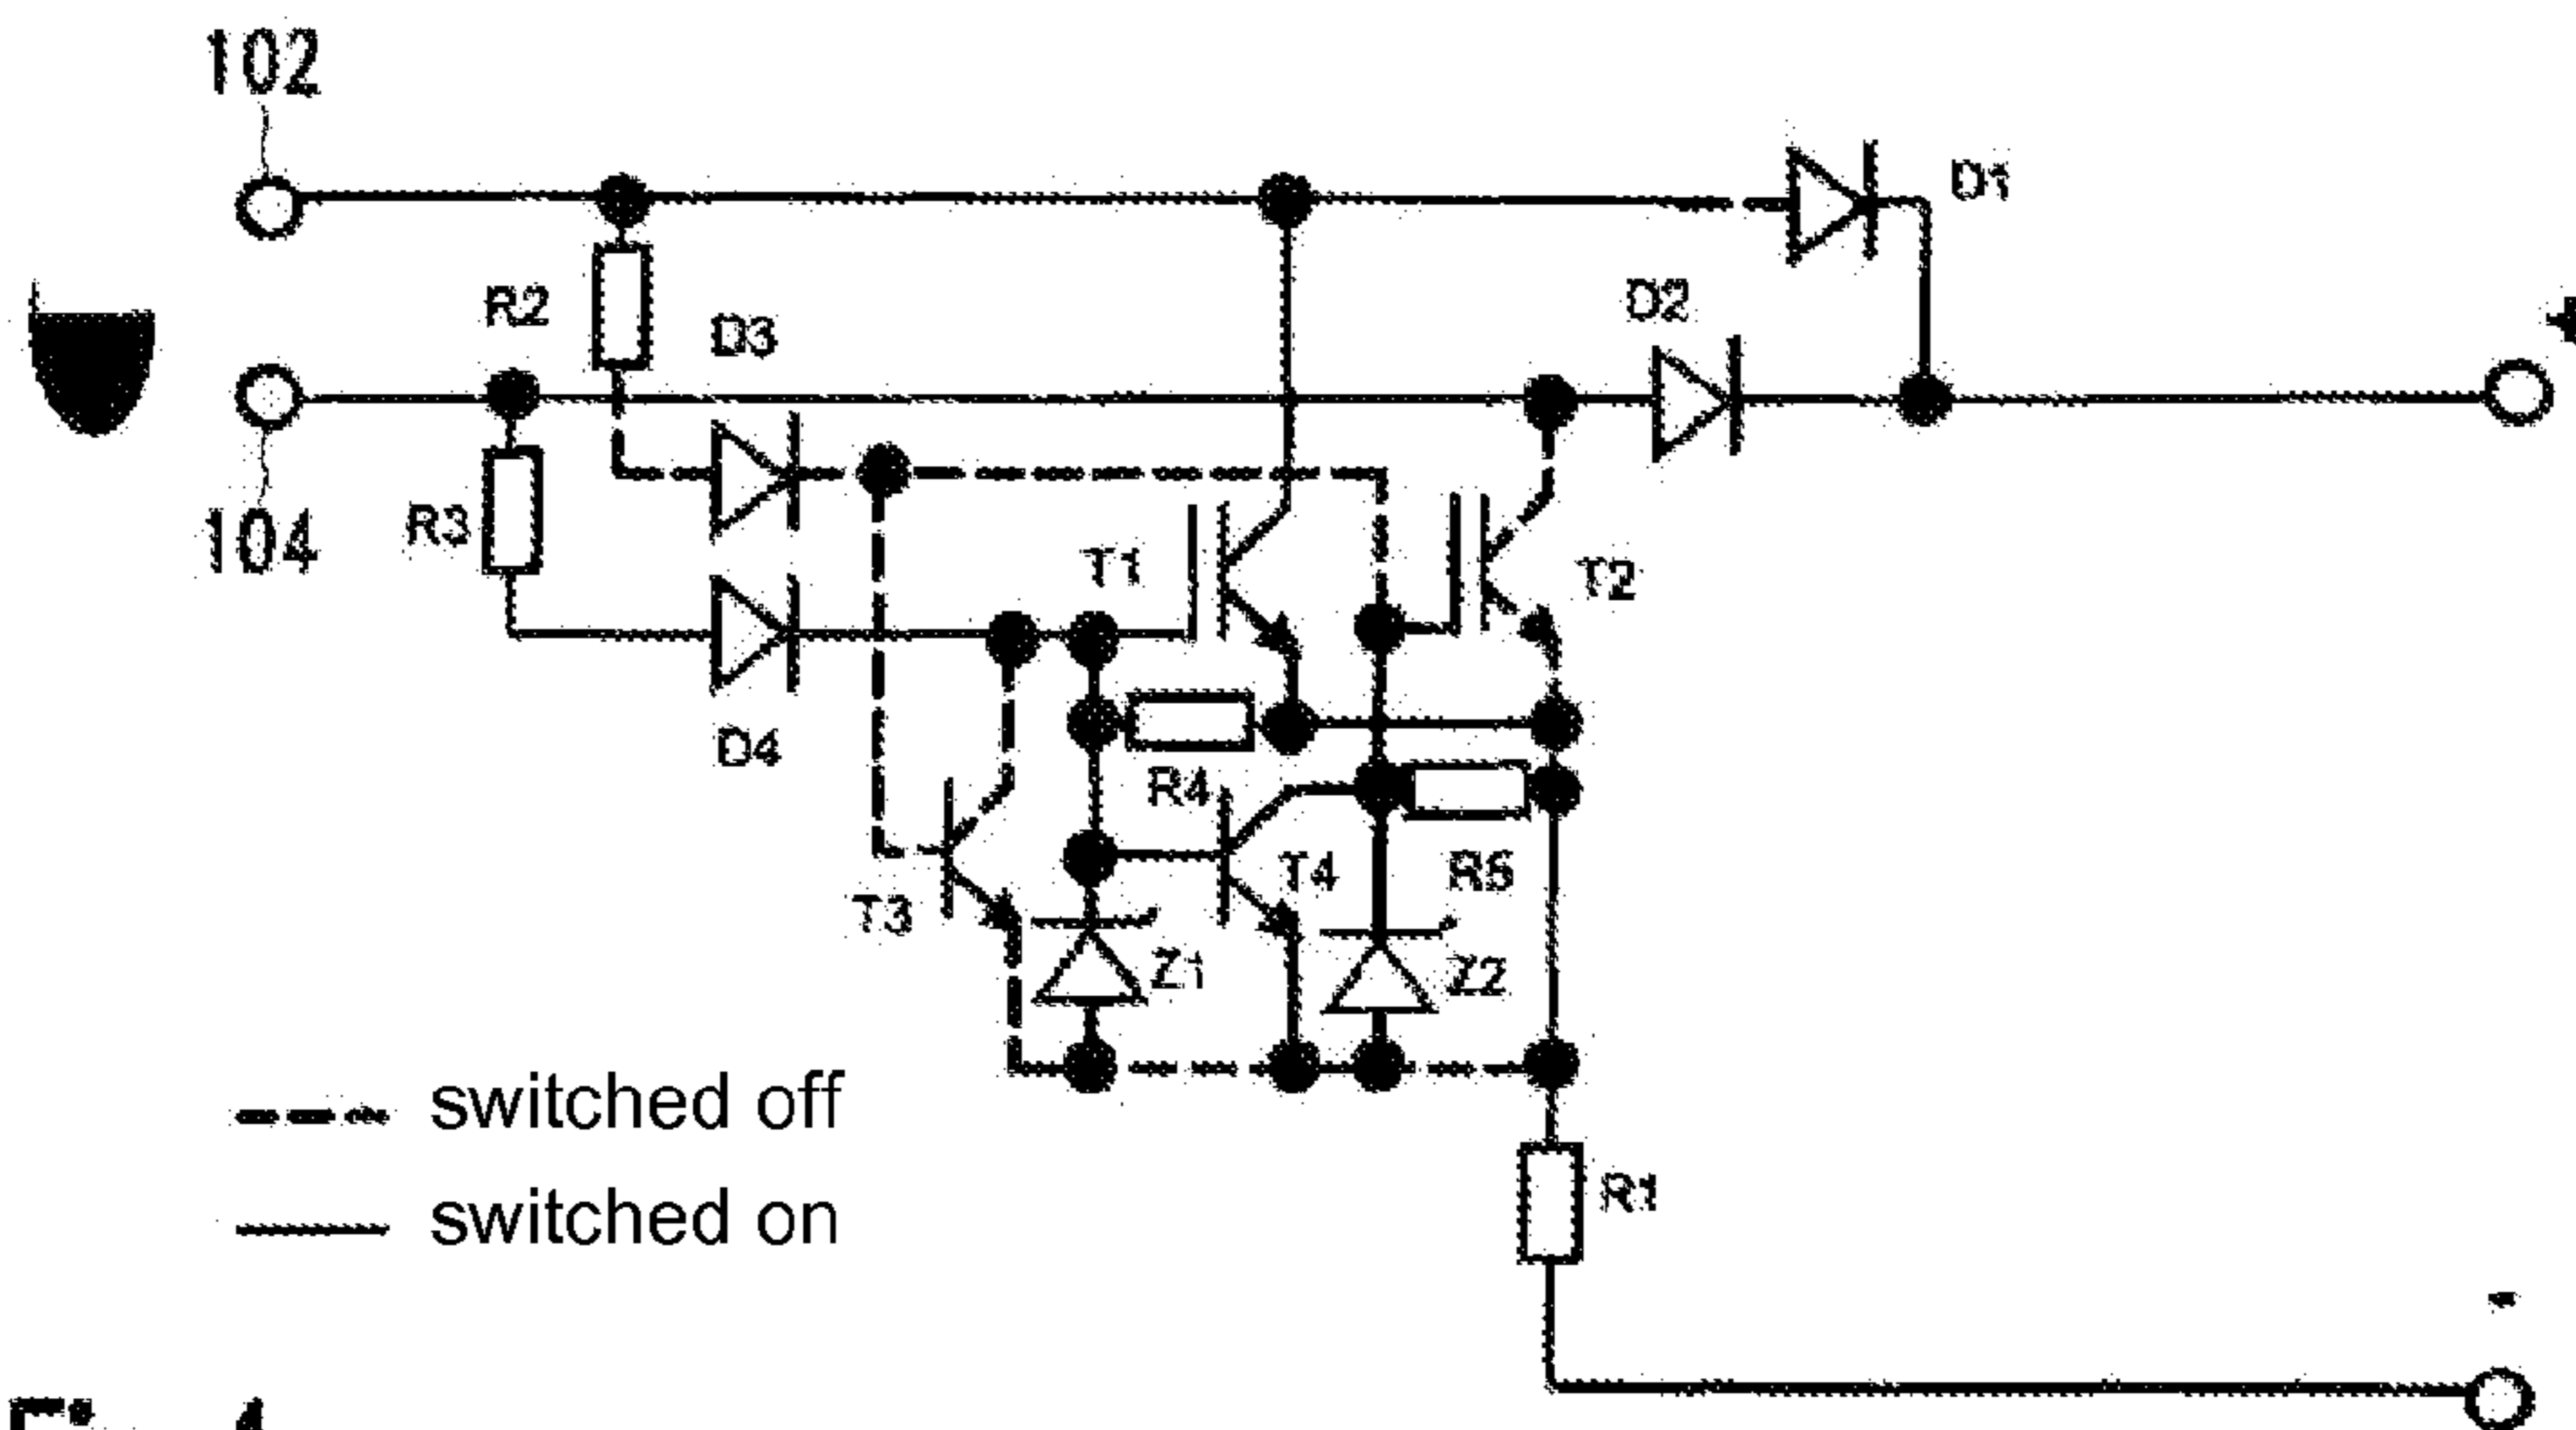 102
D1
D2
+
R2
D3
R3
104
T1
T2
D4
R4
T3
T4
R5
Z1
Z2
switched off
switched on
R1
-